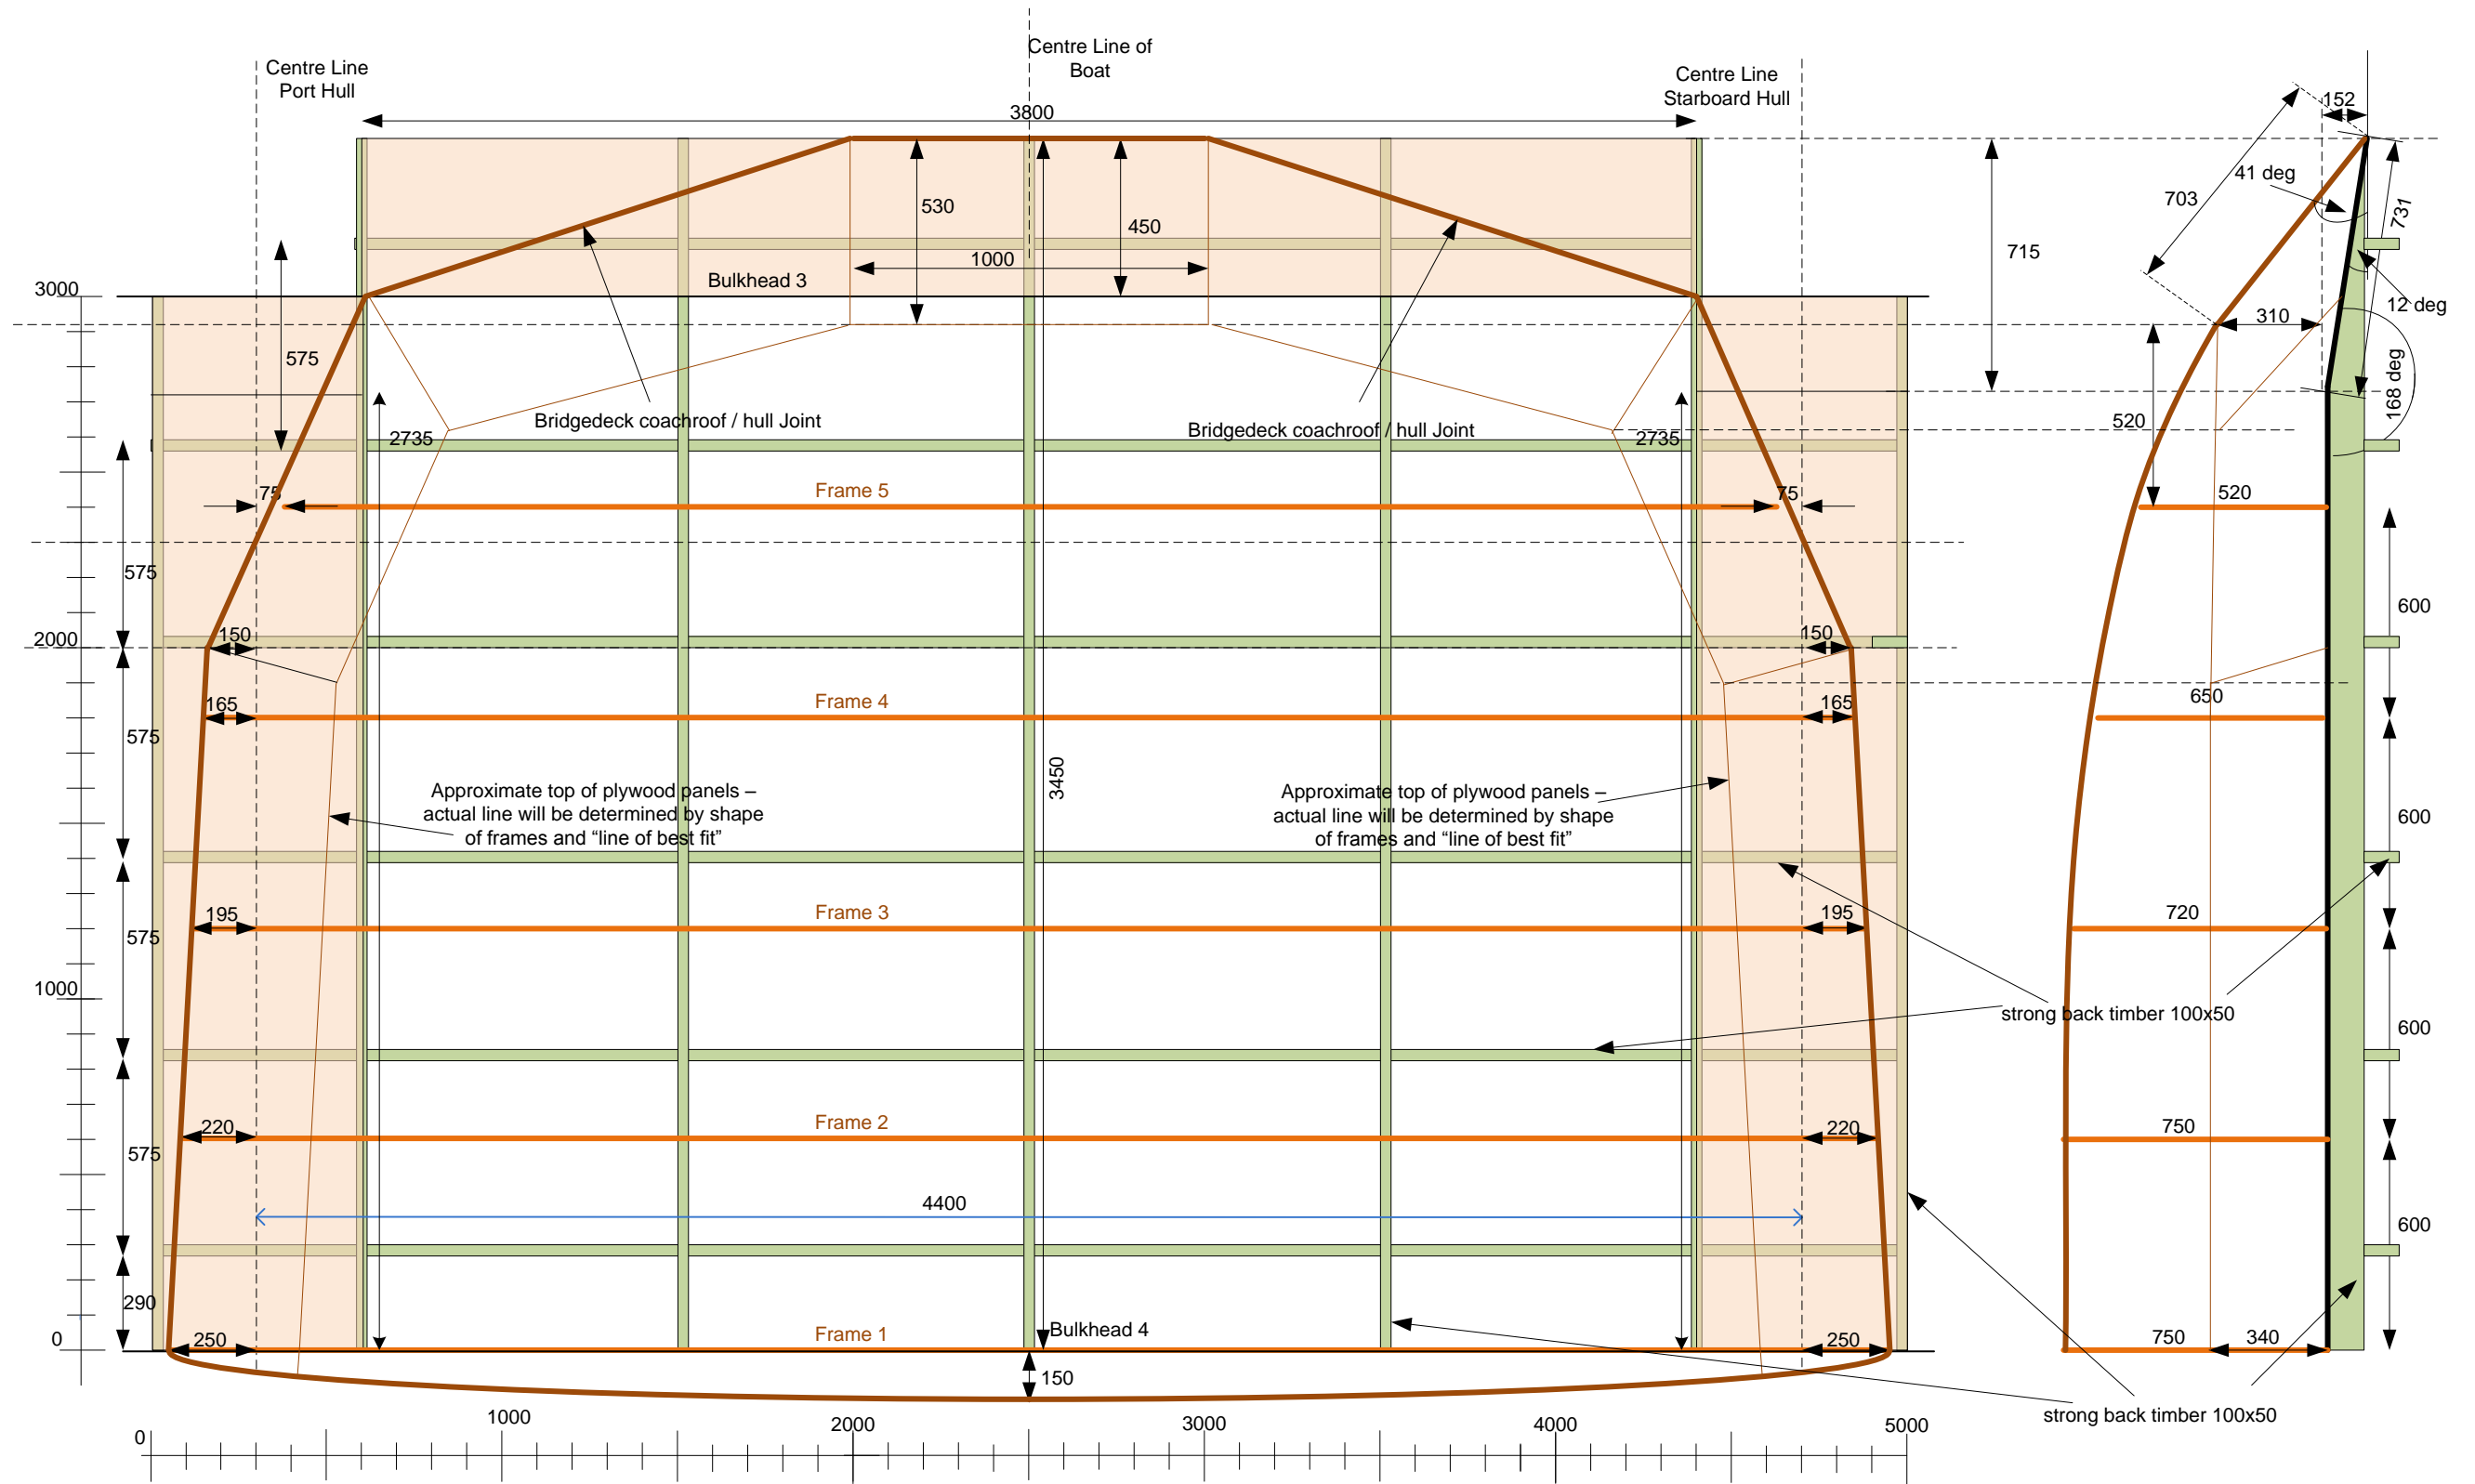 Centre Line of
Boat
Centre Line
Port Hull
Centre Line
Starboard Hull
3800
152
41 deg
703
731
530
450
715
1000
Bulkhead 3
3000
575
310
12 deg
168 deg
Bridgedeck coachroof / hull Joint
Bridgedeck coachroof / hull Joint
2735
2735
520
75
Frame 5
75
520
575
600
2000
150
150
165
Frame 4
165
650
575
3450
Approximate top of plywood panels –
actual line will be determined by shape
of frames and “line of best fit”
Approximate top of plywood panels –
actual line will be determined by shape
of frames and “line of best fit”
600
195
Frame 3
195
720
575
1000
strong back timber 100x50
600
220
Frame 2
220
750
575
4400
600
290
0
250
Frame 1
Bulkhead 4
250
750
340
150
strong back timber 100x50
0
1000
2000
3000
4000
5000